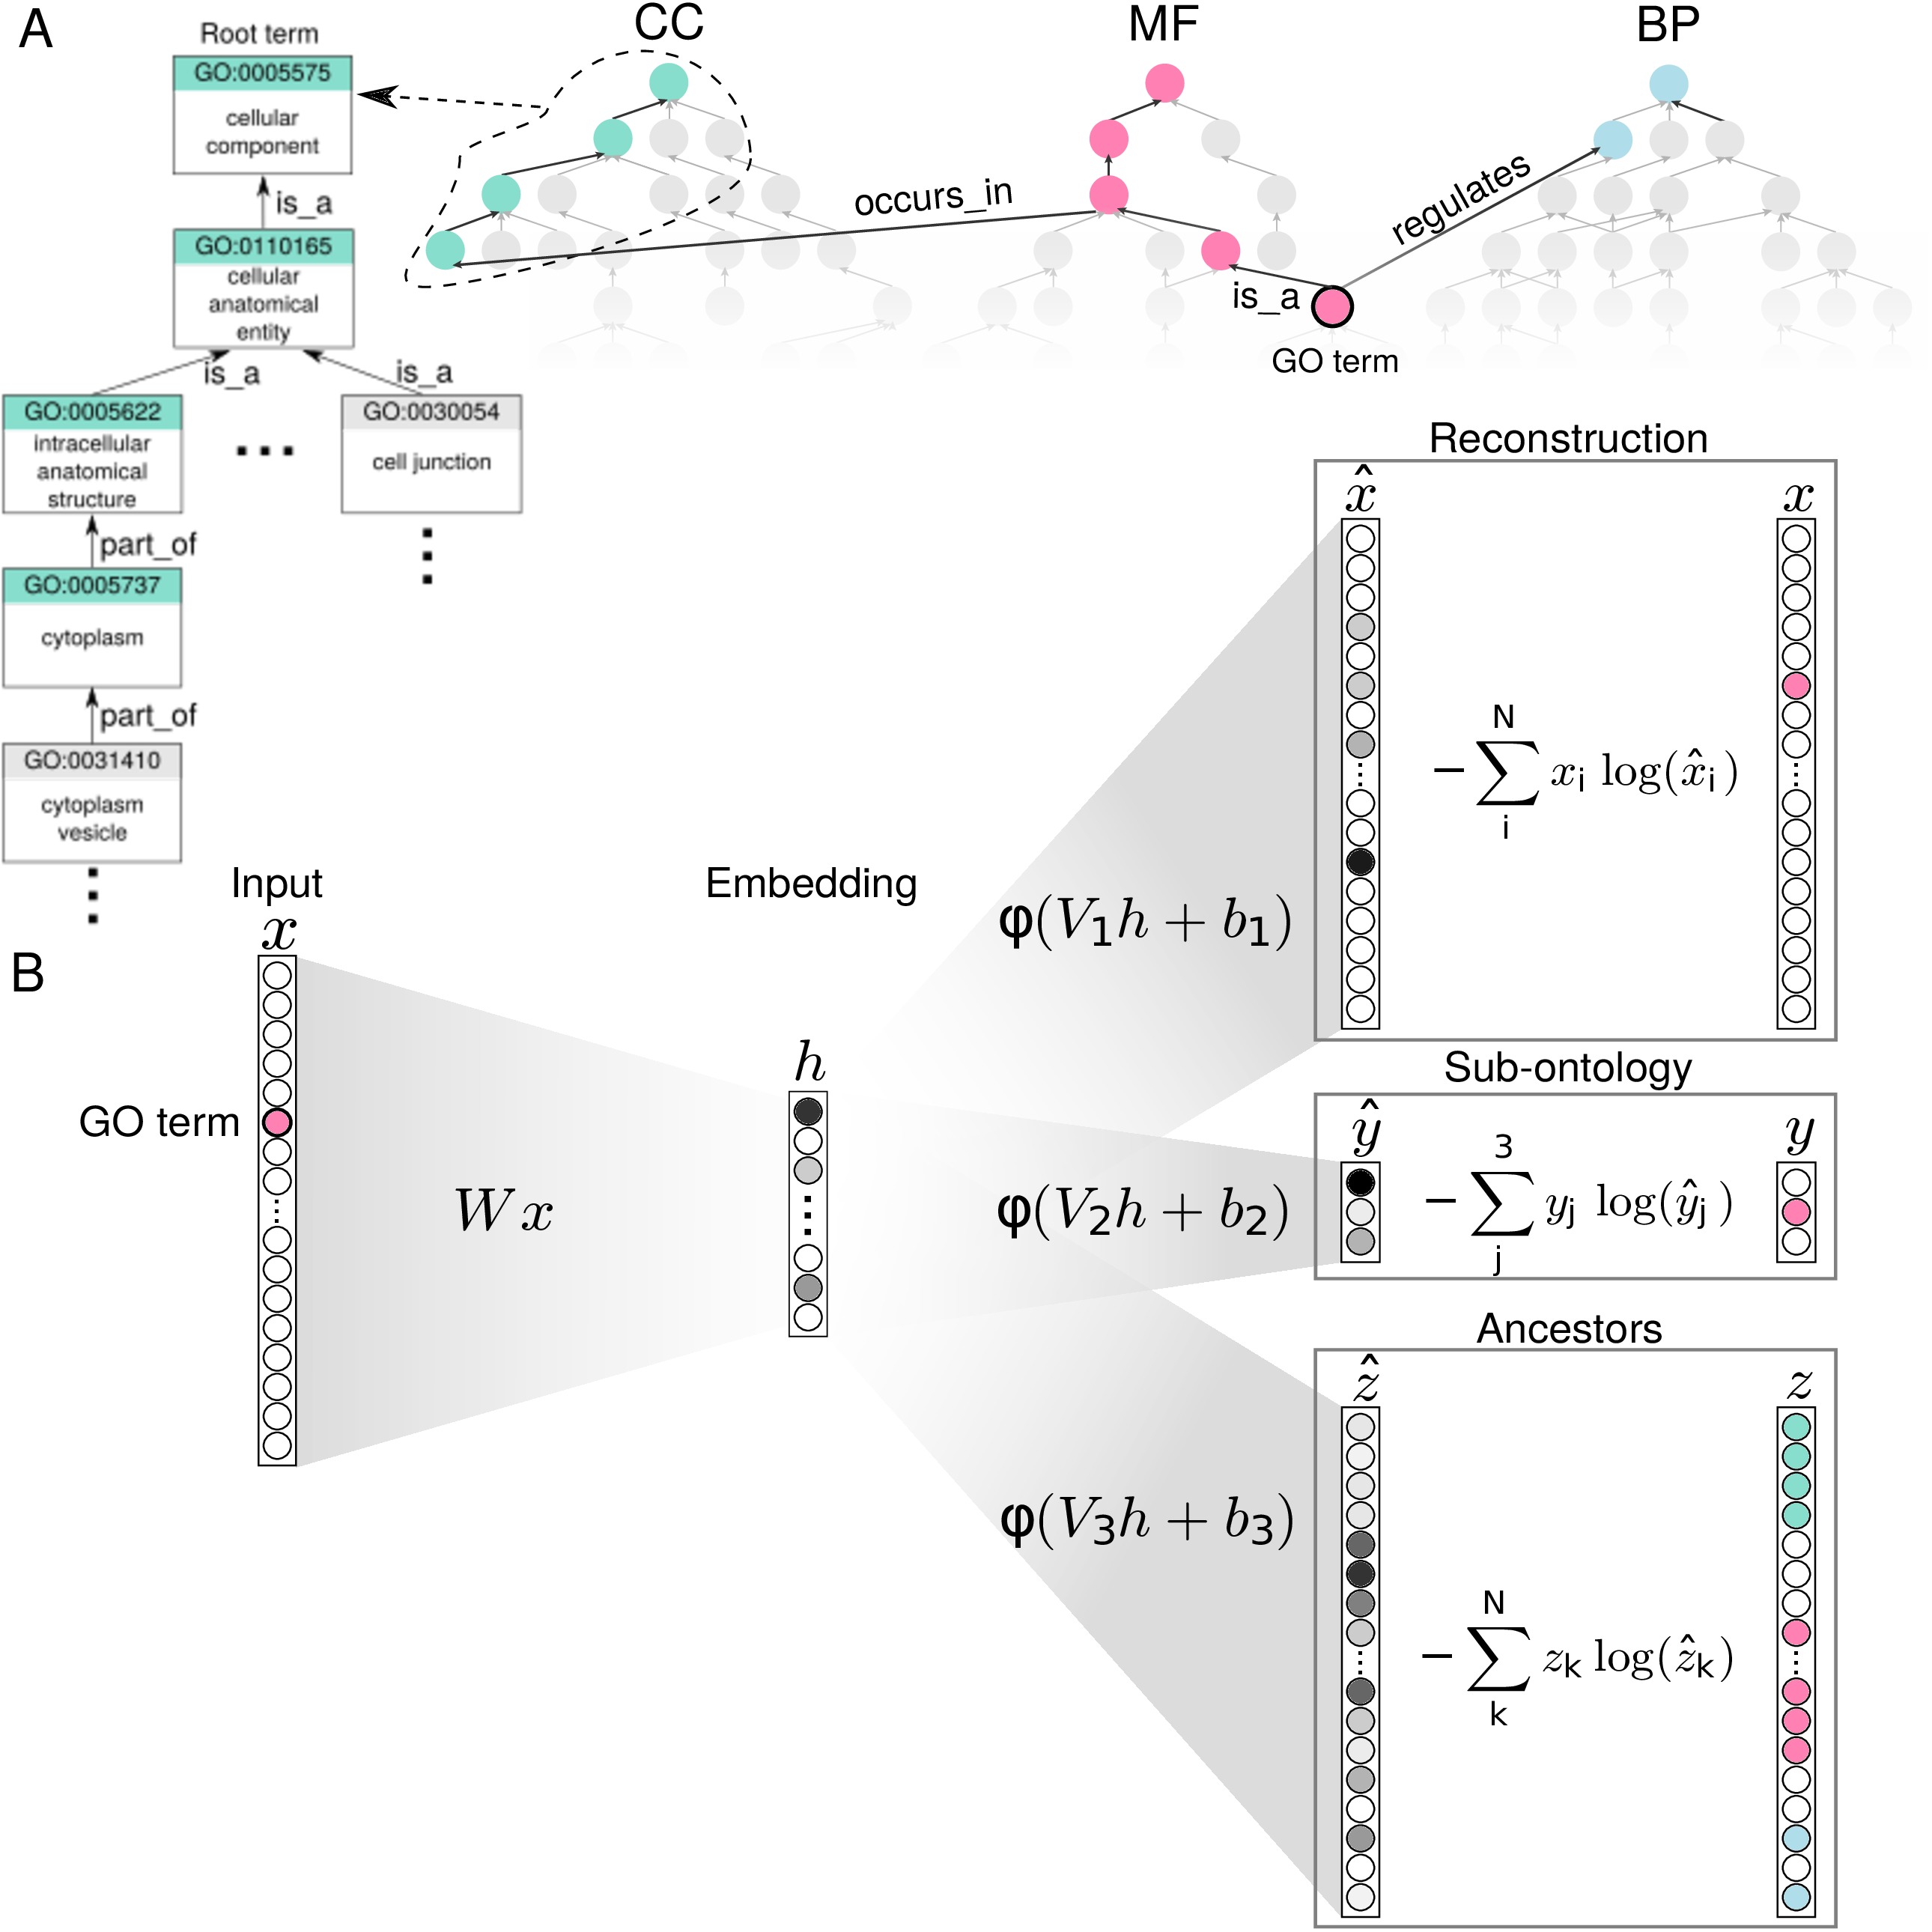 A
Root term
GO:0005575
cellular
component
is_a
GO:0110165
cellular
anatomical
entity
is_a
is_a
GO:0005622
intracellular
anatomical
structure
...
GO:0030054
cell junction
part_of
GO:0005737
cytoplasm
part_of
GO:0031410
cytoplasm
vesicle
CC
MF
BP
occurs_in
regulates
is_a
GO term
B
Input
x
GO term
Wx
Embedding
h
φ(V₁h + b₁)
φ(V₂h + b₂)
φ(V₃h + b₃)
Reconstruction
x̂
x
N
− ∑ xᵢ log(x̂ᵢ)
i
Sub-ontology
ŷ
y
3
− ∑ yⱼ log(ŷⱼ)
j
Ancestors
ẑ
z
N
− ∑ zₖ log(ẑₖ)
k